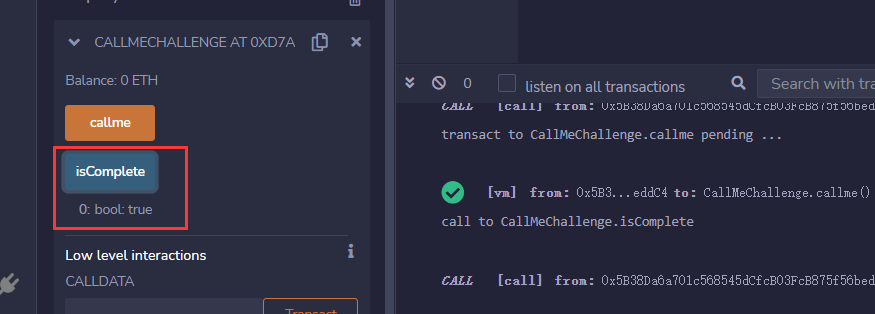 CALLMECHALLENGE AT 0XD7A
Balance: 0 ETH
callme
isComplete
0: bool: true
Low level interactions
CALLDATA
Transact
0
listen on all transactions
Search with tra
CALL [call] from: 0x5B38Da6a701c568545dCfcB03FcB875f56bed
transact to CallMeChallenge.callme pending ...
[vm] from: 0x5B3...eddC4 to: CallMeChallenge.callme()
call to CallMeChallenge.isComplete
CALL [call] from: 0x5B38Da6a701c568545dCfcB03FcB875f56bed